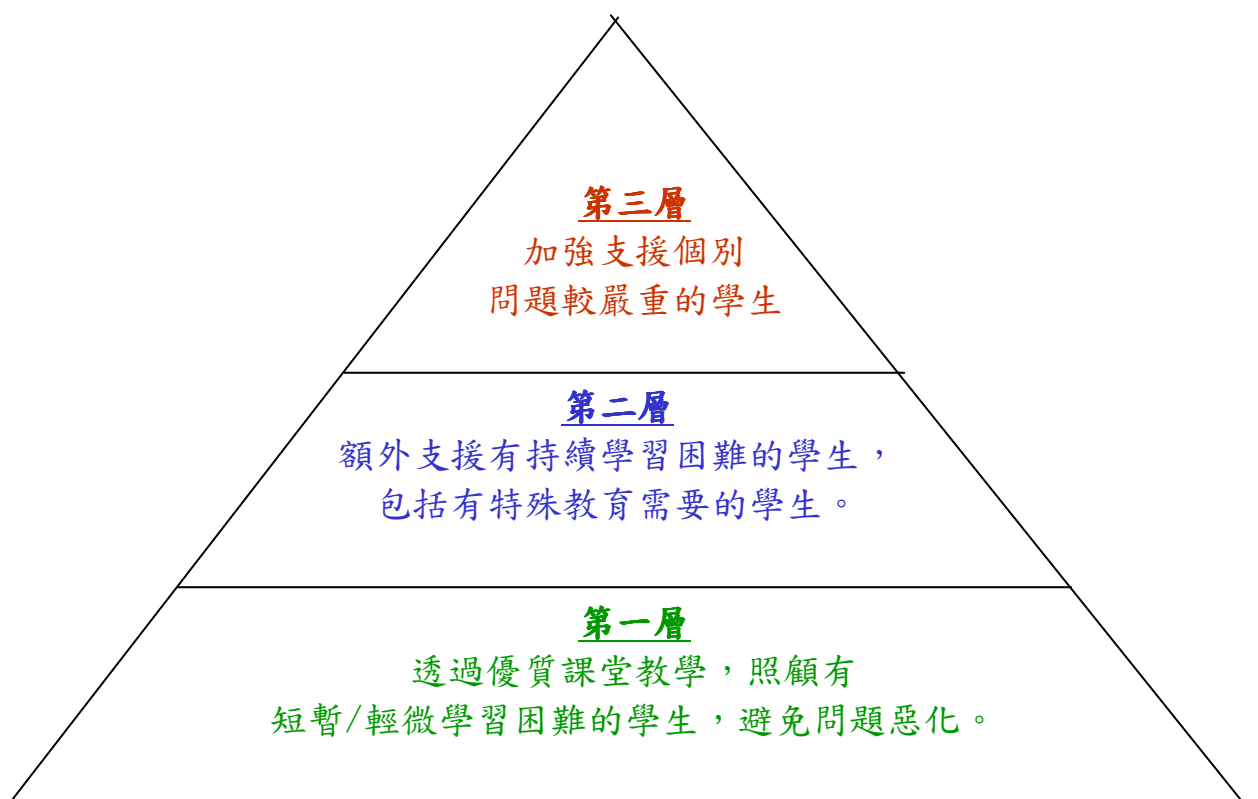 第三層
加強支援個別
問題較嚴重的學生
第二層
額外支援有持續學習困難的學生，
包括有特殊教育需要的學生。
第一層
透過優質課堂教學，照顧有
短暫/輕微學習困難的學生，避免問題惡化。